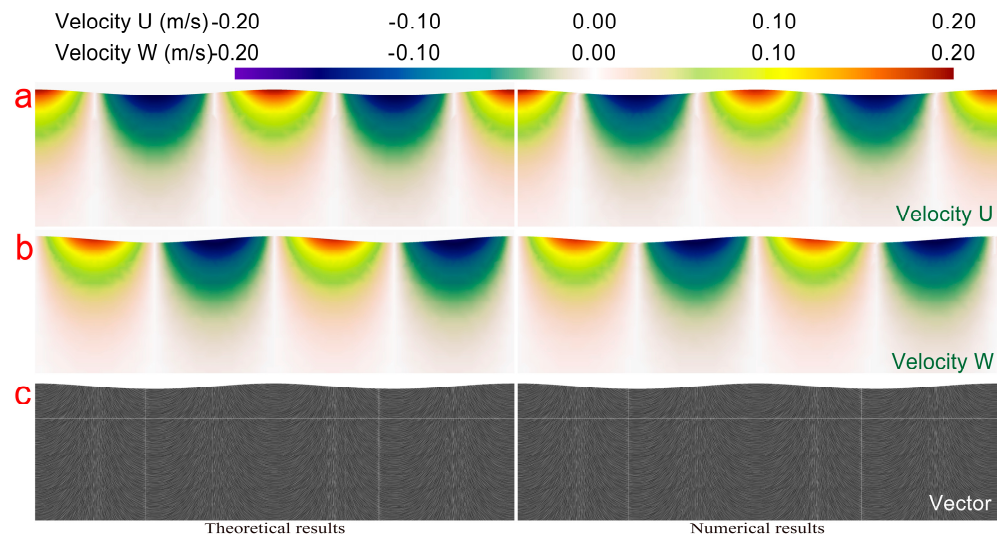 Velocity U (m/s) -0.20 -0.10 0.00 0.10 0.20
Velocity W (m/s) -0.20 -0.10 0.00 0.10 0.20
a
Velocity U
b
Velocity W
c
Vector
Theoretical results Numerical results